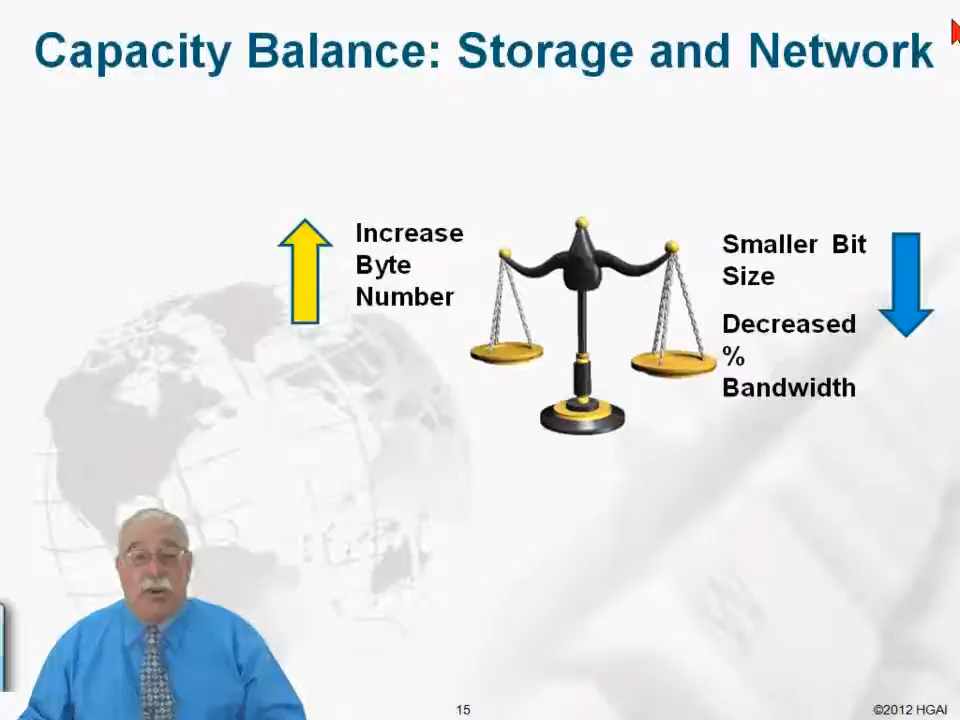 Capacity Balance: Storage and Network
Increase
Byte
Number
Smaller Bit
Size
Decreased
%
Bandwidth
15
©2012 HGAI